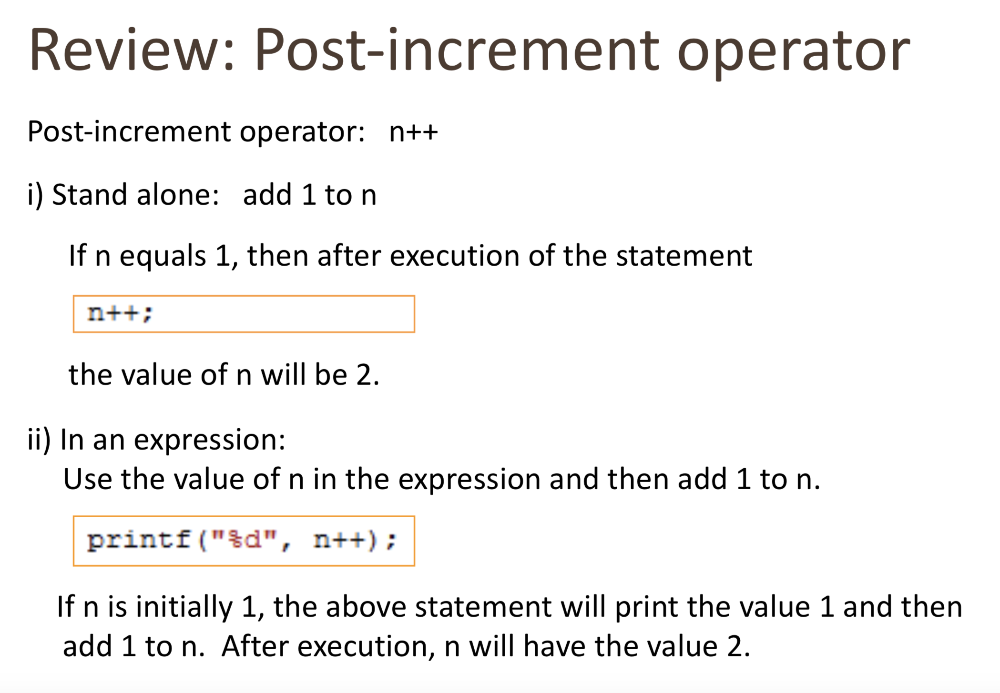 Review: Post-increment operator
Post-increment operator: n++
i) Stand alone: add 1 to n
If n equals 1, then after execution of the statement
n++;
the value of n will be 2.
ii) In an expression:
Use the value of n in the expression and then add 1 to n.
printf("%d", n++);
If n is initially 1, the above statement will print the value 1 and then
add 1 to n. After execution, n will have the value 2.